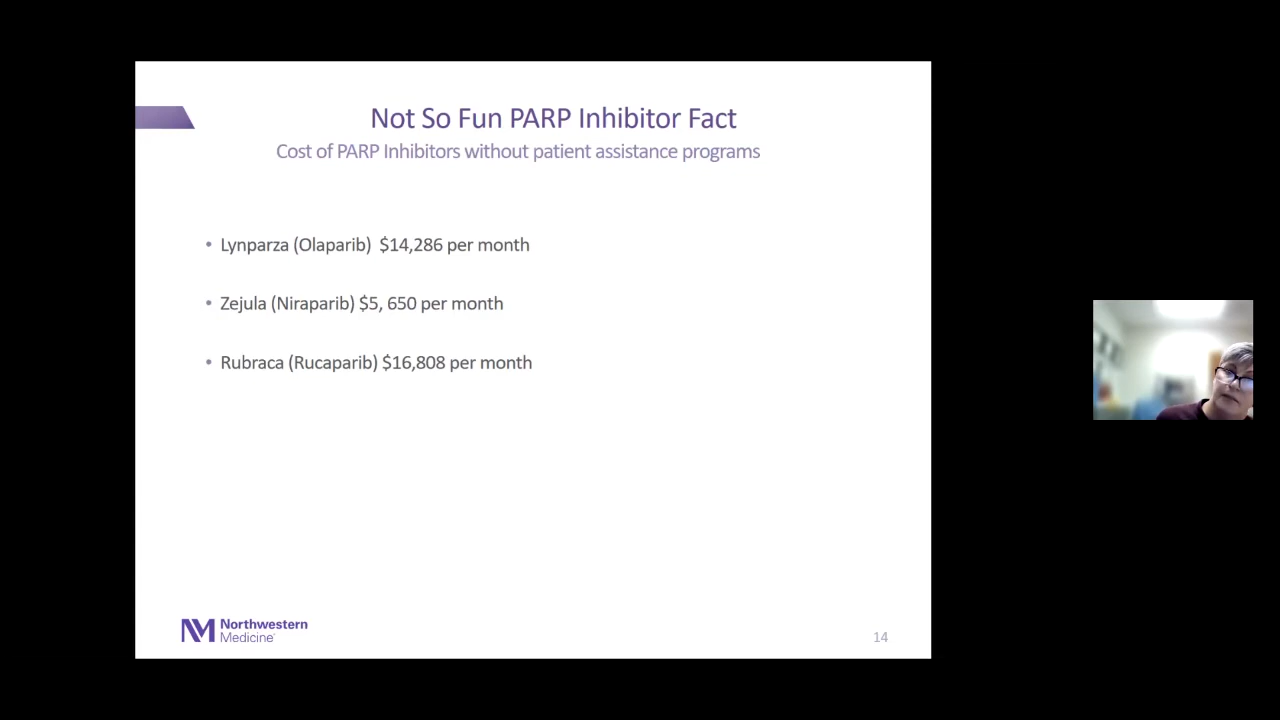 Not So Fun PARP Inhibitor Fact
Cost of PARP Inhibitors without patient assistance programs
• Lynparza (Olaparib)  $14,286 per month
• Zejula (Niraparib) $5, 650 per month
• Rubraca (Rucaparib) $16,808 per month
Northwestern
Medicine
14